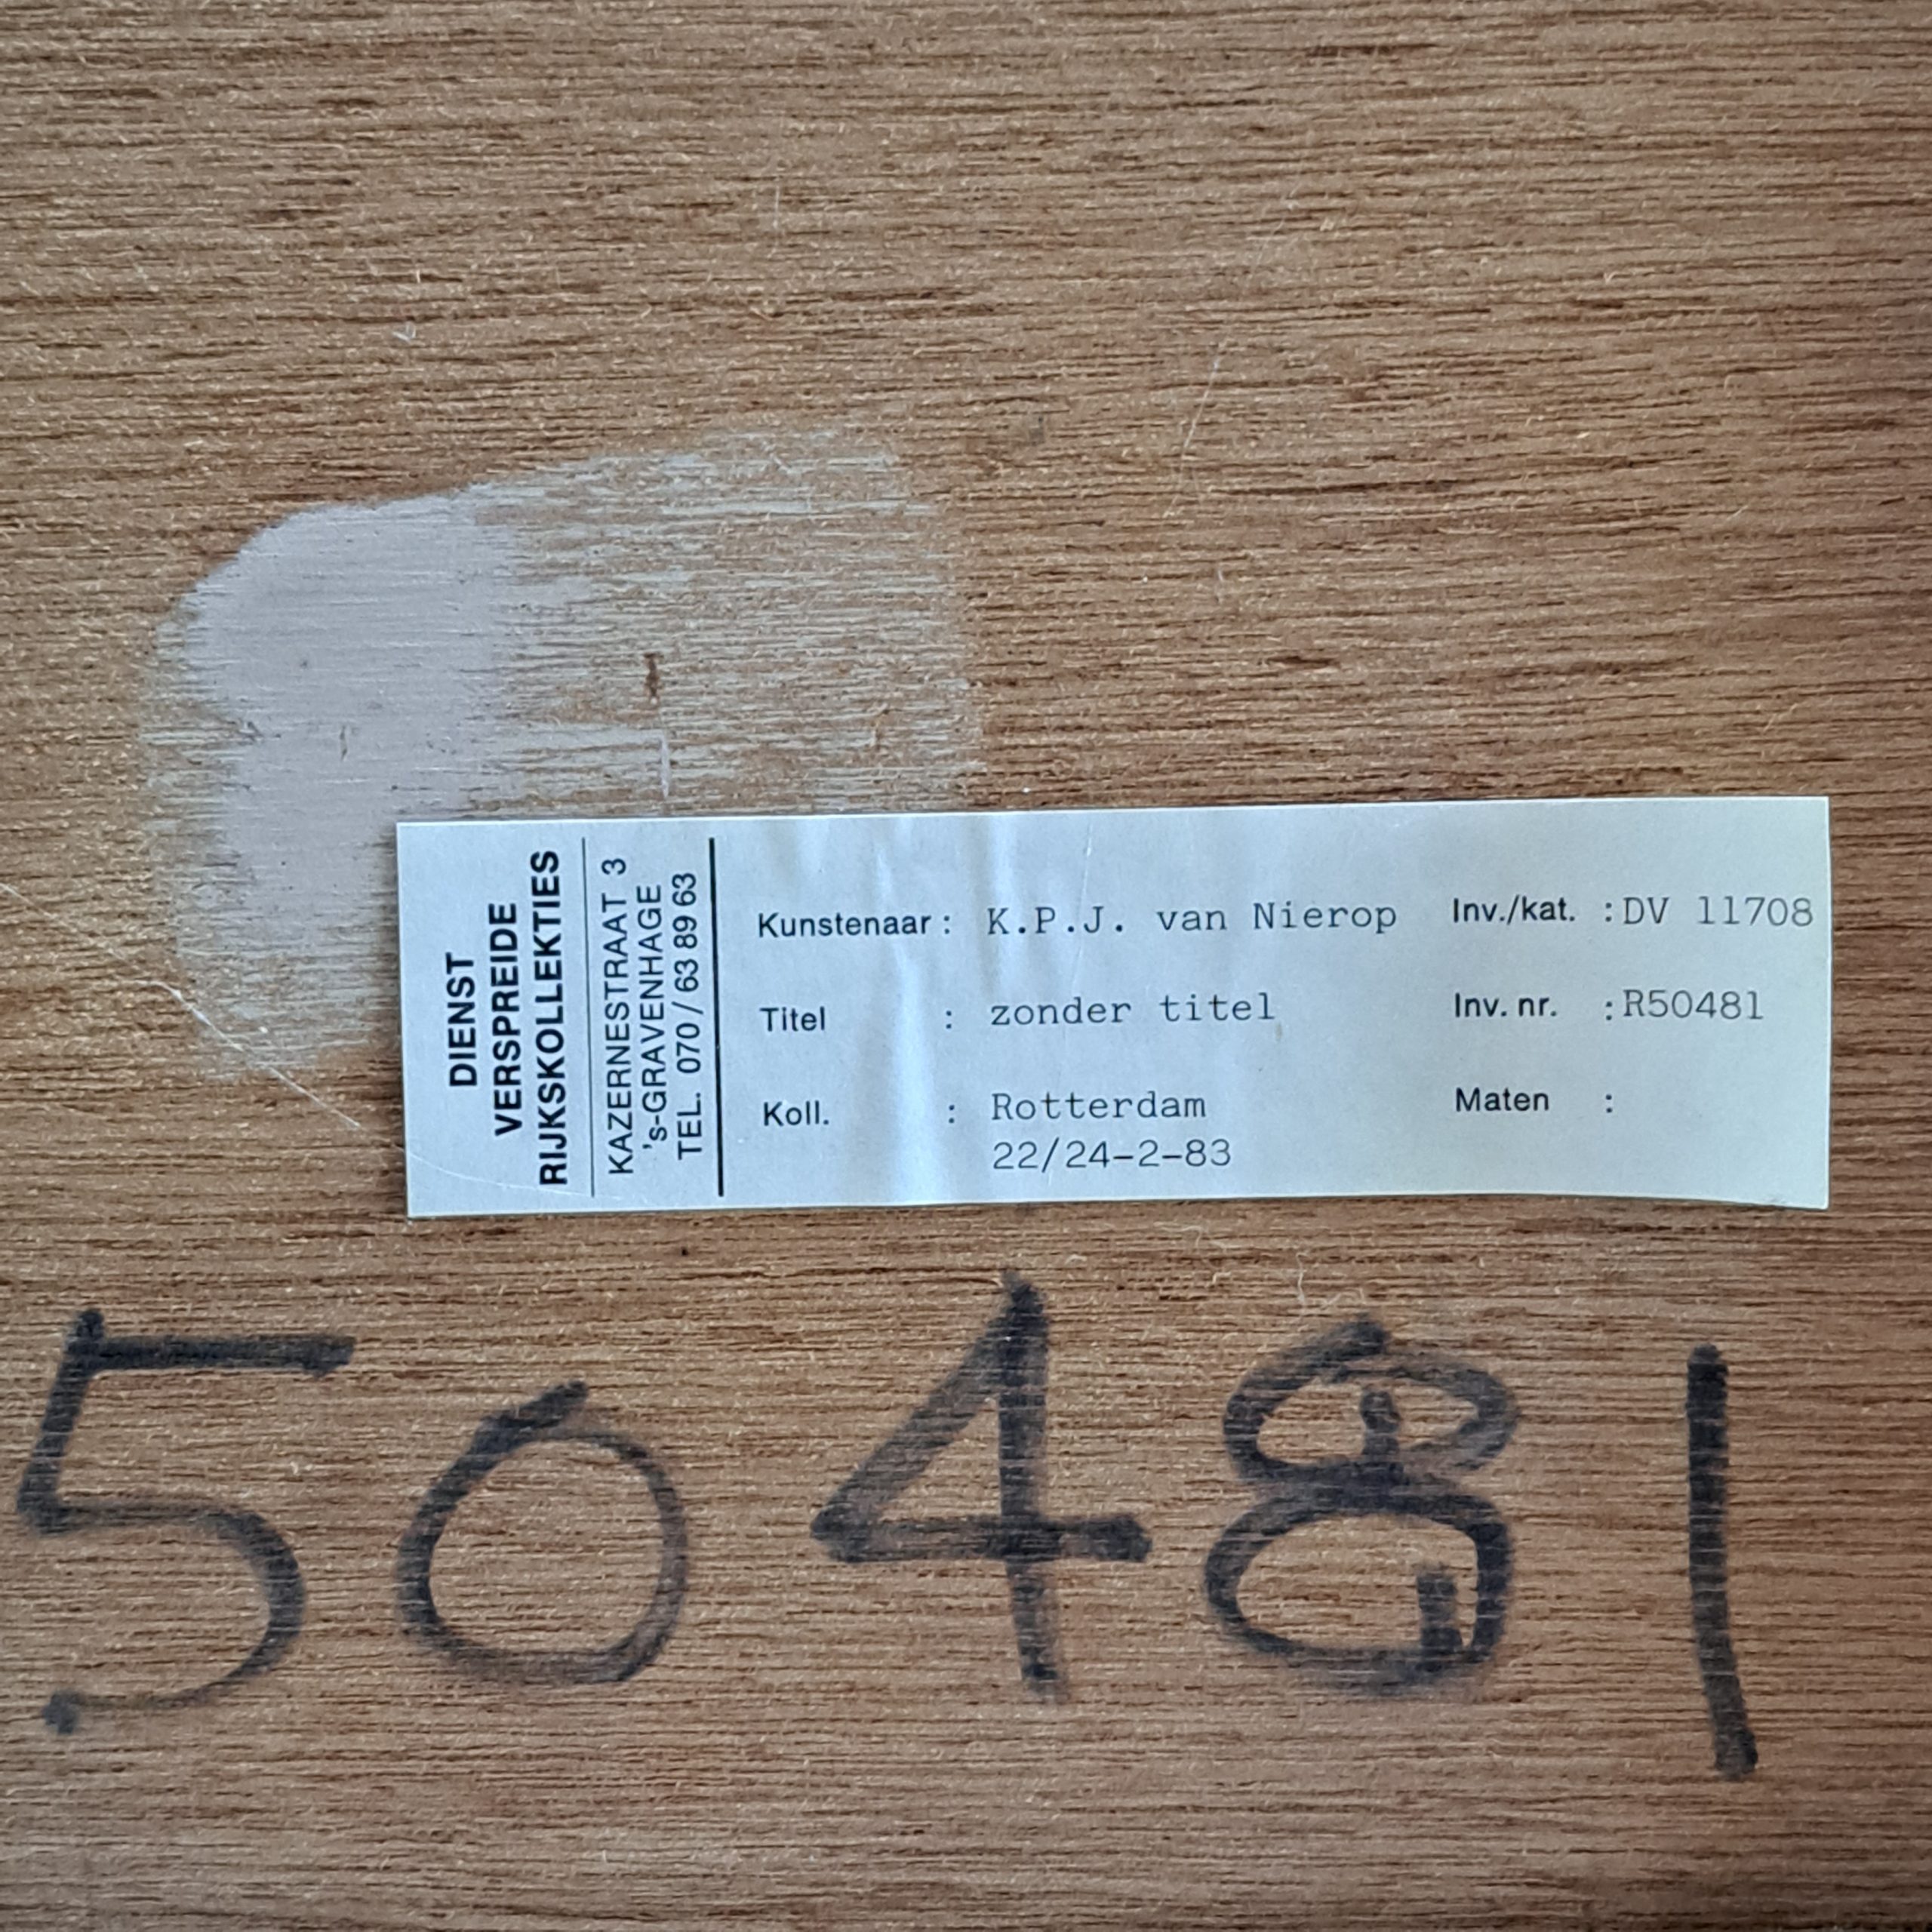 DIENST
VERSPREIDE
RIJKSKOLLEKTIES
KAZERNESTRAAT 3
's-GRAVENHAGE
TEL. 070/63 89 63
Kunstenaar : K.P.J. van Nierop
Titel : zonder titel
Koll. : Rotterdam
22/24-2-83
Inv./kat. : DV 11708
Inv. nr. : R50481
Maten :
50481